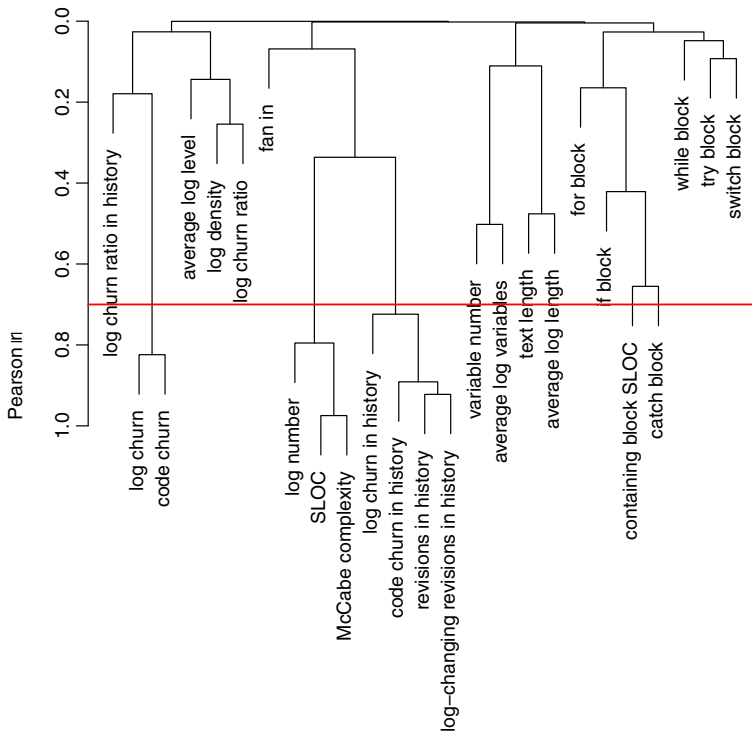 Pearson |r|
0.0
0.2
0.4
0.6
0.8
1.0
log churn ratio in history
log churn
code churn
average log level
log density
log churn ratio
fan in
log number
SLOC
McCabe complexity
log churn in history
code churn in history
revisions in history
log−changing revisions in history
variable number
average log variables
text length
average log length
for block
if block
containing block SLOC
catch block
while block
try block
switch block